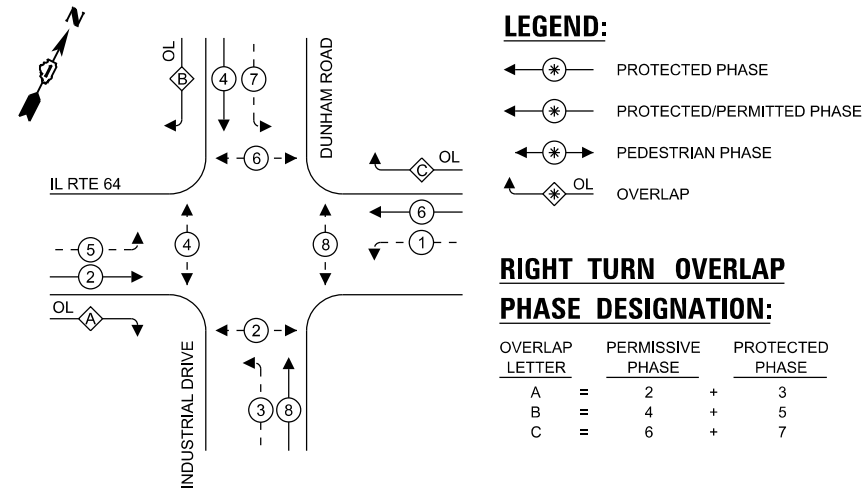 N
OL
B
4
7
DUNHAM ROAD
6
C
OL
IL RTE 64
6
5
4
8
1
2
OL
A
2
INDUSTRIAL DRIVE
3
8
LEGEND:
* PROTECTED PHASE
* PROTECTED/PERMITTED PHASE
* PEDESTRIAN PHASE
* OL OVERLAP
RIGHT TURN OVERLAP
PHASE DESIGNATION:
OVERLAP PERMISSIVE PROTECTED
LETTER PHASE PHASE
A = 2 + 3
B = 4 + 5
C = 6 + 7